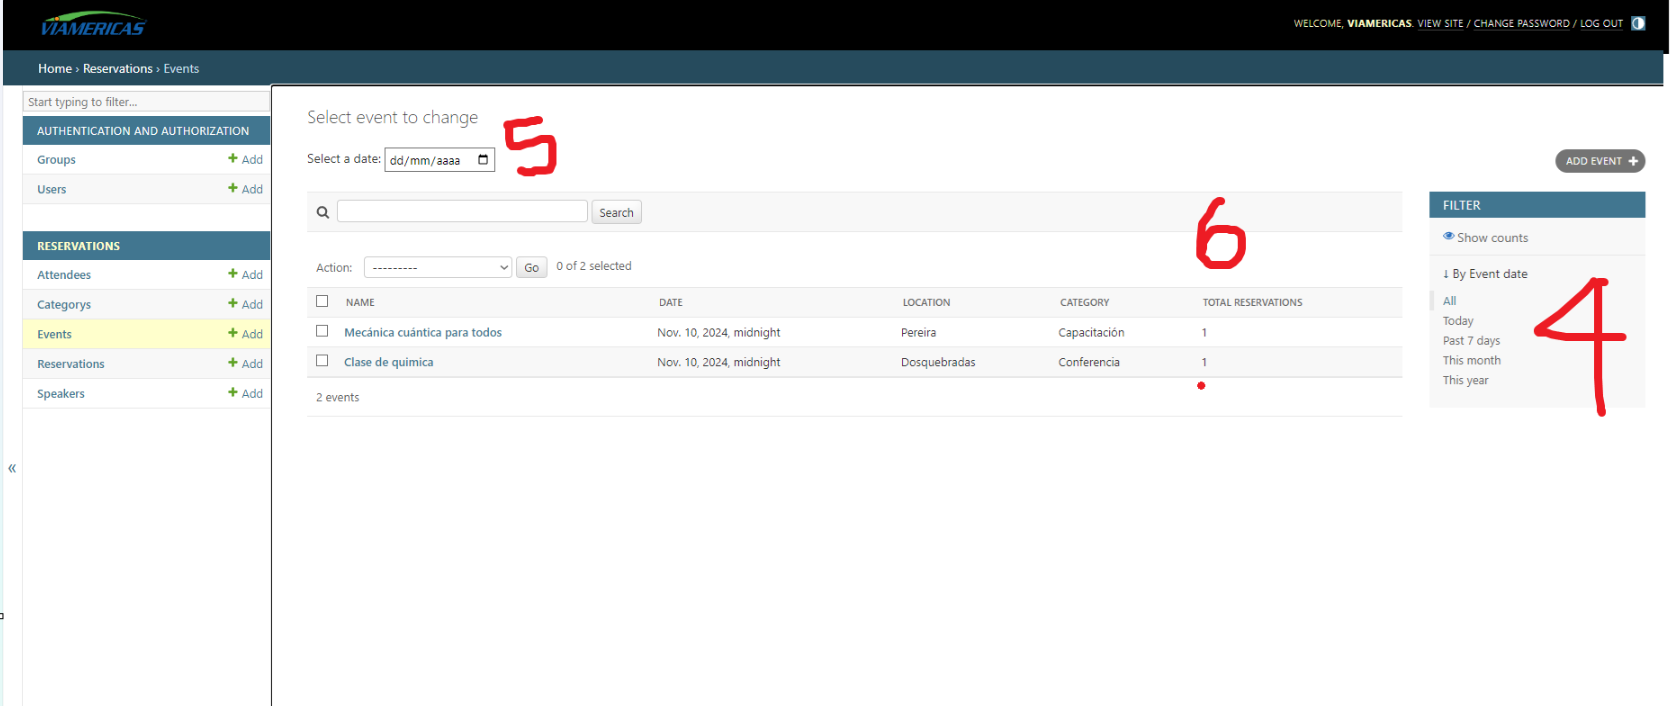 VIAMERICAS
WELCOME, VIAMERICAS. VIEW SITE / CHANGE PASSWORD / LOG OUT
Home › Reservations › Events
Start typing to filter...
AUTHENTICATION AND AUTHORIZATION
Groups + Add
Users + Add
RESERVATIONS
Attendees + Add
Categorys + Add
Events + Add
Reservations + Add
Speakers + Add
«
Select event to change
5
Select a date: dd/mm/aaaa
ADD EVENT +
Search
6
Action: --------- Go 0 of 2 selected
NAME DATE LOCATION CATEGORY TOTAL RESERVATIONS
Mecánica cuántica para todos Nov. 10, 2024, midnight Pereira Capacitación 1
Clase de quimica Nov. 10, 2024, midnight Dosquebradas Conferencia 1
2 events
FILTER
Show counts
↓ By Event date
All
Today
Past 7 days
This month
This year
4